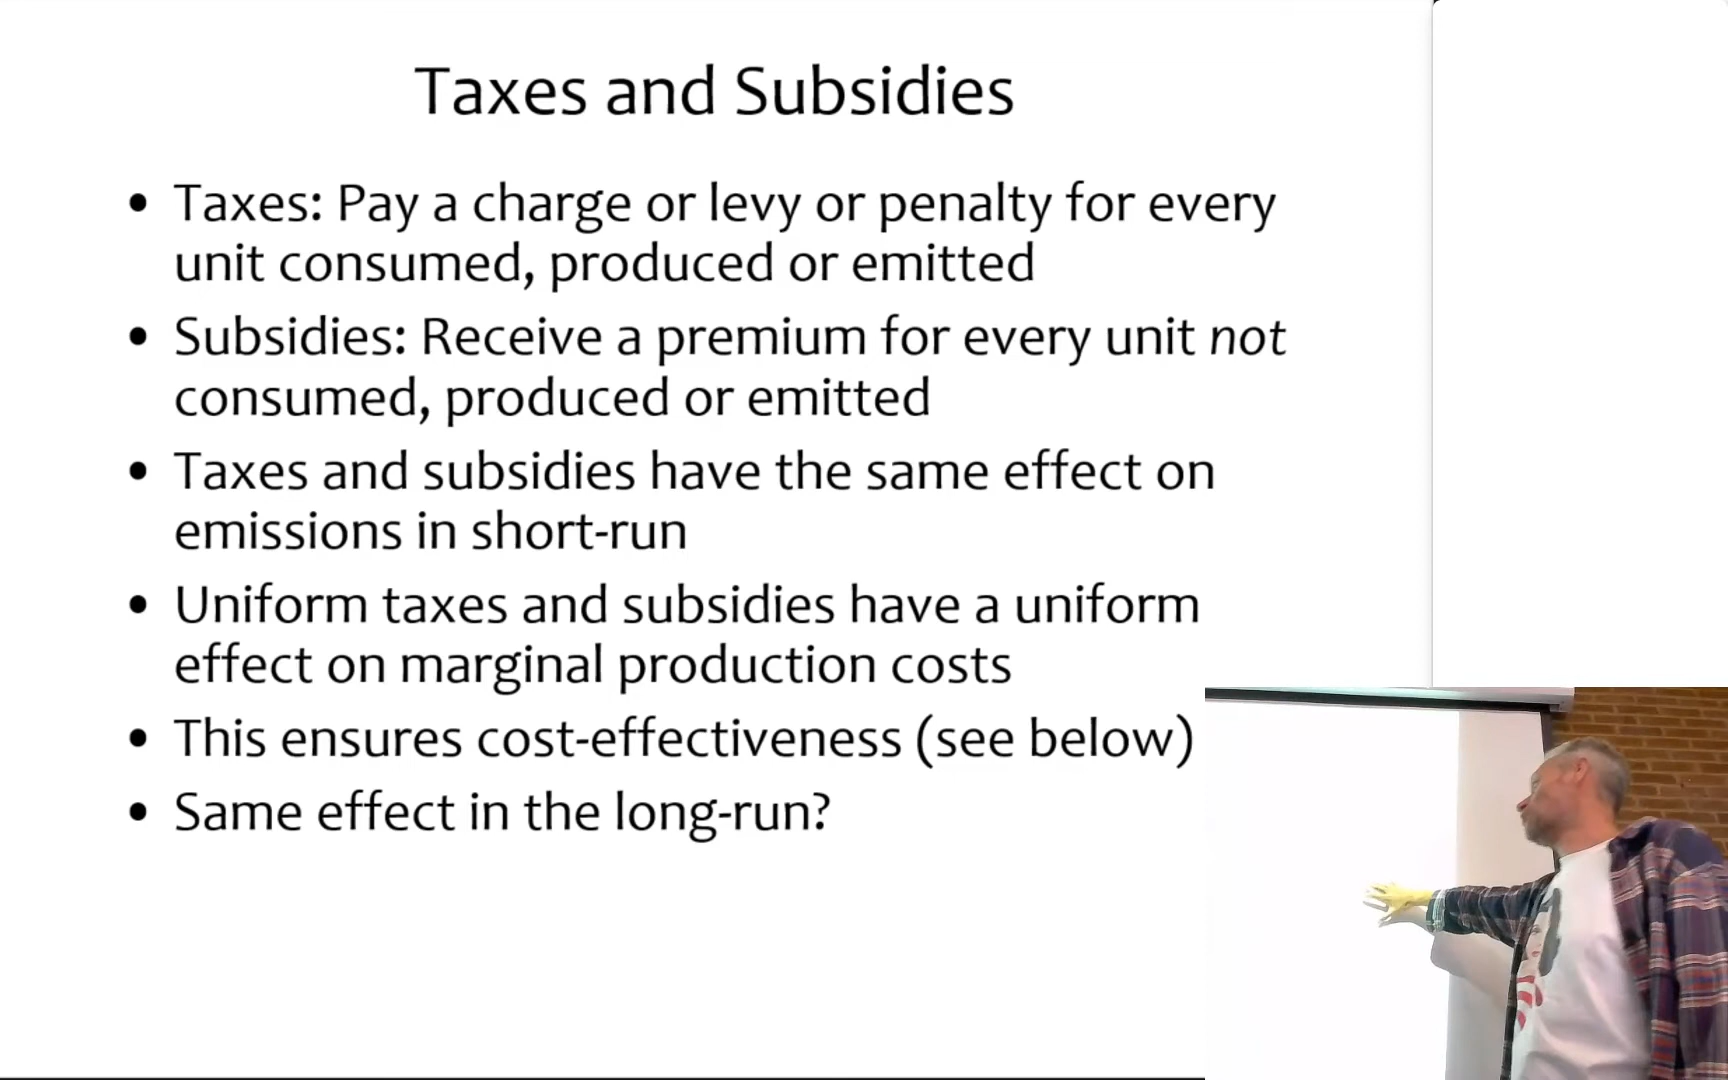 Taxes and Subsidies
• Taxes: Pay a charge or levy or penalty for every
unit consumed, produced or emitted
• Subsidies: Receive a premium for every unit not
consumed, produced or emitted
• Taxes and subsidies have the same effect on
emissions in short-run
• Uniform taxes and subsidies have a uniform
effect on marginal production costs
• This ensures cost-effectiveness (see below)
• Same effect in the long-run?